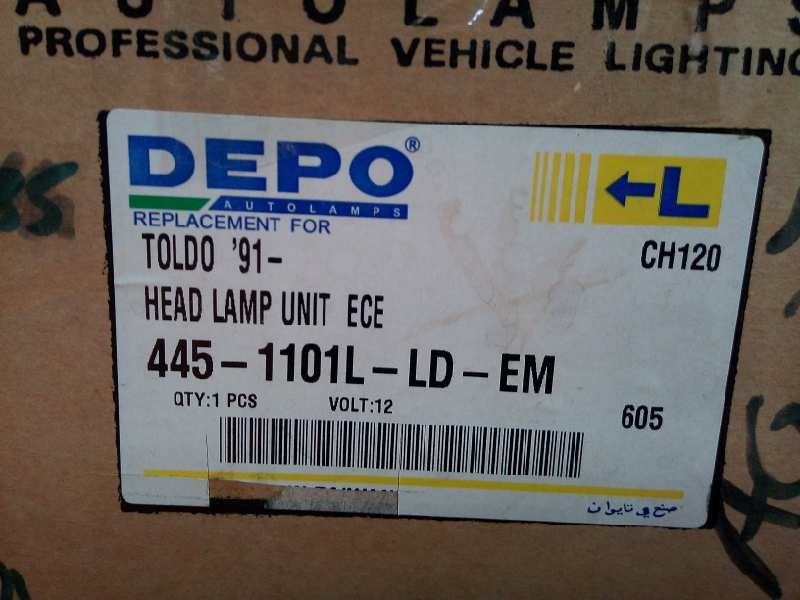 AUTOLAMPS
PROFESSIONAL VEHICLE LIGHTING
DEPO®
AUTOLAMPS
REPLACEMENT FOR
L
TOLDO '91-
CH120
HEAD LAMP UNIT ECE
445-1101L-LD-EM
QTY:1 PCS VOLT:12
605
صنع في تايوان